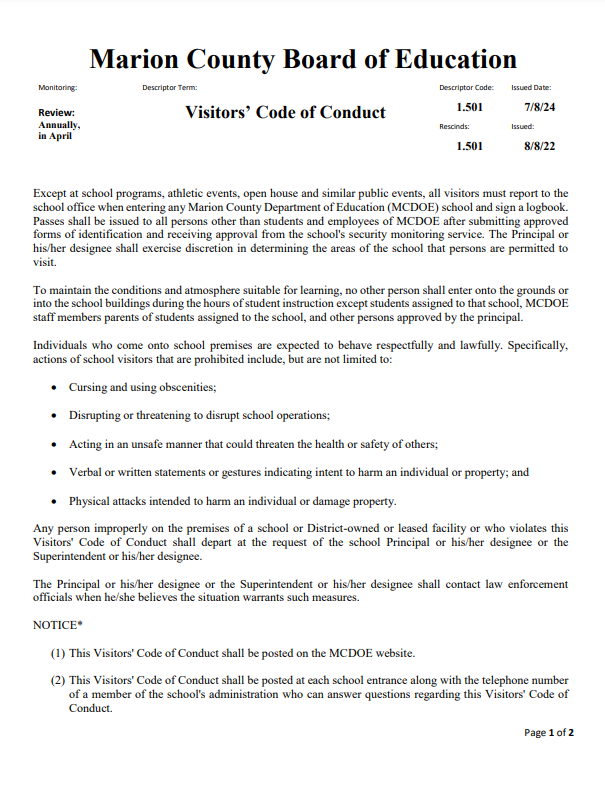 Marion County Board of Education
Monitoring: Descriptor Term: Descriptor Code: Issued Date:
Review: Visitors’ Code of Conduct 1.501 7/8/24
Annually, Rescinds: Issued:
in April 1.501 8/8/22
Except at school programs, athletic events, open house and similar public events, all visitors must report to the
school office when entering any Marion County Department of Education (MCDOE) school and sign a logbook.
Passes shall be issued to all persons other than students and employees of MCDOE after submitting approved
forms of identification and receiving approval from the school's security monitoring service. The Principal or
his/her designee shall exercise discretion in determining the areas of the school that persons are permitted to
visit.
To maintain the conditions and atmosphere suitable for learning, no other person shall enter onto the grounds or
into the school buildings during the hours of student instruction except students assigned to that school, MCDOE
staff members parents of students assigned to the school, and other persons approved by the principal.
Individuals who come onto school premises are expected to behave respectfully and lawfully. Specifically,
actions of school visitors that are prohibited include, but are not limited to:
• Cursing and using obscenities;
• Disrupting or threatening to disrupt school operations;
• Acting in an unsafe manner that could threaten the health or safety of others;
• Verbal or written statements or gestures indicating intent to harm an individual or property; and
• Physical attacks intended to harm an individual or damage property.
Any person improperly on the premises of a school or District-owned or leased facility or who violates this
Visitors' Code of Conduct shall depart at the request of the school Principal or his/her designee or the
Superintendent or his/her designee.
The Principal or his/her designee or the Superintendent or his/her designee shall contact law enforcement
officials when he/she believes the situation warrants such measures.
NOTICE*
(1) This Visitors' Code of Conduct shall be posted on the MCDOE website.
(2) This Visitors' Code of Conduct shall be posted at each school entrance along with the telephone number
of a member of the school's administration who can answer questions regarding this Visitors' Code of
Conduct.
Page 1 of 2